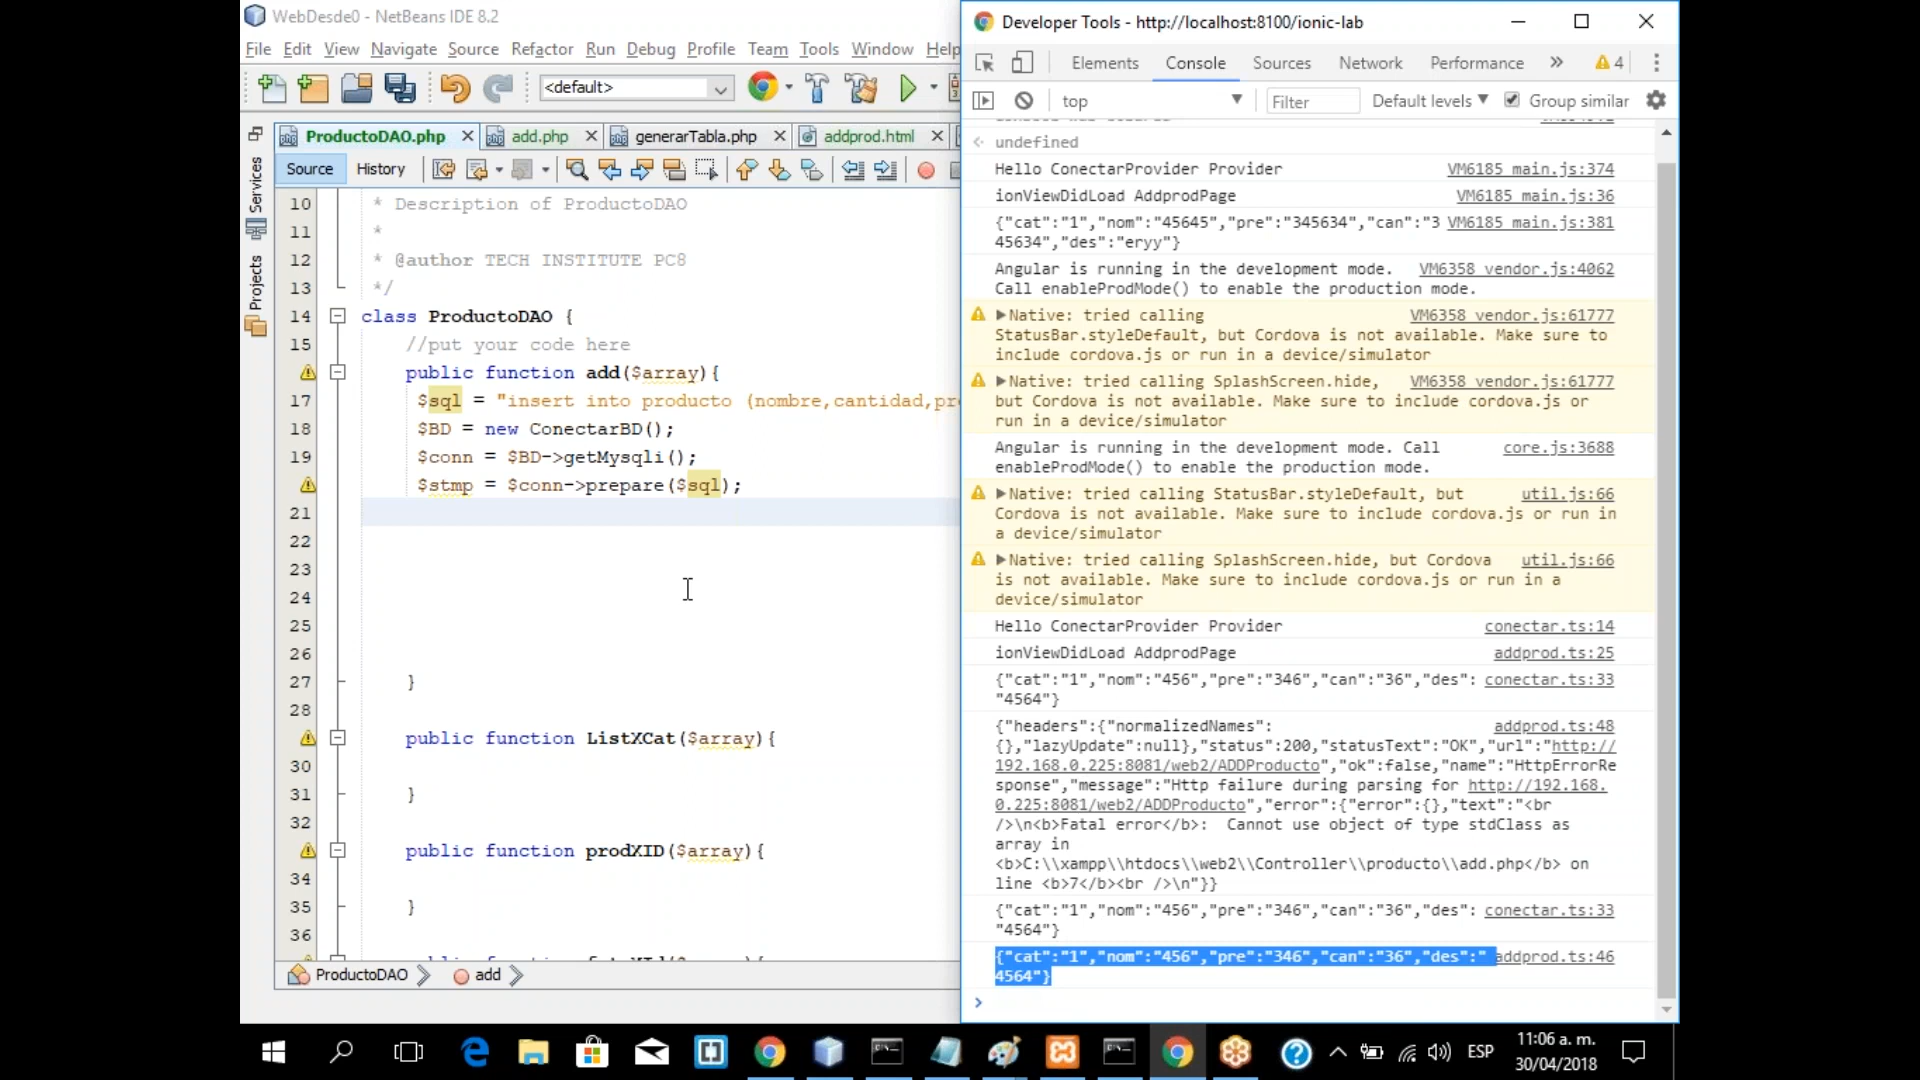 WebDesde0 - NetBeans IDE 8.2
File Edit View Navigate Source Refactor Run Debug Profile Team Tools Window Help
<default>
ProductoDAO.php
add.php
generarTabla.php
addprod.html
Source History
Services
Projects
10 * Description of ProductoDAO
11 *
12 * @author TECH INSTITUTE PC8
13 */
14 class ProductoDAO {
15 //put your code here
public function add($array){
17 $sql = "insert into producto (nombre,cantidad,pr
18 $BD = new ConectarBD();
19 $conn = $BD->getMysqli();
$stmp = $conn->prepare($sql);
21
22
23
24
25
26
27 }
28
public function ListXCat($array){
30
31 }
32
public function prodXID($array){
34
35 }
36
ProductoDAO
add
Developer Tools - http://localhost:8100/ionic-lab
Elements Console Sources Network Performance » 4
top Filter Default levels Group similar
undefined
Hello ConectarProvider Provider VM6185 main.js:374
ionViewDidLoad AddprodPage VM6185 main.js:36
{"cat":"1","nom":"45645","pre":"345634","can":"3 VM6185 main.js:381
45634","des":"eryy"}
Angular is running in the development mode. VM6358 vendor.js:4062
Call enableProdMode() to enable the production mode.
Native: tried calling VM6358 vendor.js:61777
StatusBar.styleDefault, but Cordova is not available. Make sure to
include cordova.js or run in a device/simulator
Native: tried calling SplashScreen.hide, VM6358 vendor.js:61777
but Cordova is not available. Make sure to include cordova.js or
run in a device/simulator
Angular is running in the development mode. Call core.js:3688
enableProdMode() to enable the production mode.
Native: tried calling StatusBar.styleDefault, but util.js:66
Cordova is not available. Make sure to include cordova.js or run in
a device/simulator
Native: tried calling SplashScreen.hide, but Cordova util.js:66
is not available. Make sure to include cordova.js or run in a
device/simulator
Hello ConectarProvider Provider conectar.ts:14
ionViewDidLoad AddprodPage addprod.ts:25
{"cat":"1","nom":"456","pre":"346","can":"36","des": conectar.ts:33
"4564"}
{"headers":{"normalizedNames": addprod.ts:48
{},"lazyUpdate":null},"status":200,"statusText":"OK","url":"http://
192.168.0.225:8081/web2/ADDProducto","ok":false,"name":"HttpErrorRe
sponse","message":"Http failure during parsing for http://192.168.
0.225:8081/web2/ADDProducto","error":{"error":{},"text":"<br
/>\n<b>Fatal error</b>:  Cannot use object of type stdClass as
array in
<b>C:\\xampp\\htdocs\\web2\\Controller\\producto\\add.php</b> on
line <b>7</b><br />\n"}}
{"cat":"1","nom":"456","pre":"346","can":"36","des": conectar.ts:33
"4564"}
{"cat":"1","nom":"456","pre":"346","can":"36","des":" addprod.ts:46
4564"}
>
ESP
11:06 a. m.
30/04/2018